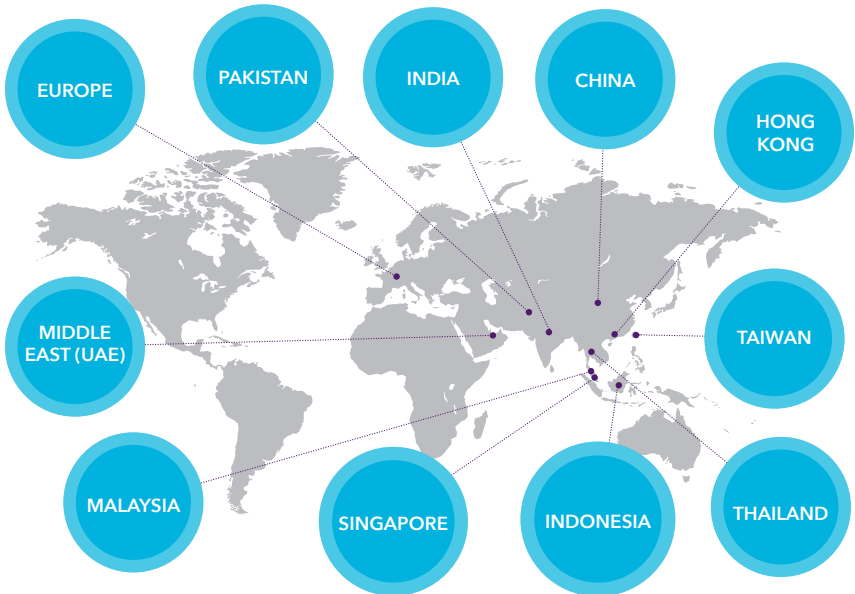 EUROPE
PAKISTAN
INDIA
CHINA
HONG
KONG
MIDDLE
EAST (UAE)
TAIWAN
MALAYSIA
SINGAPORE
INDONESIA
THAILAND